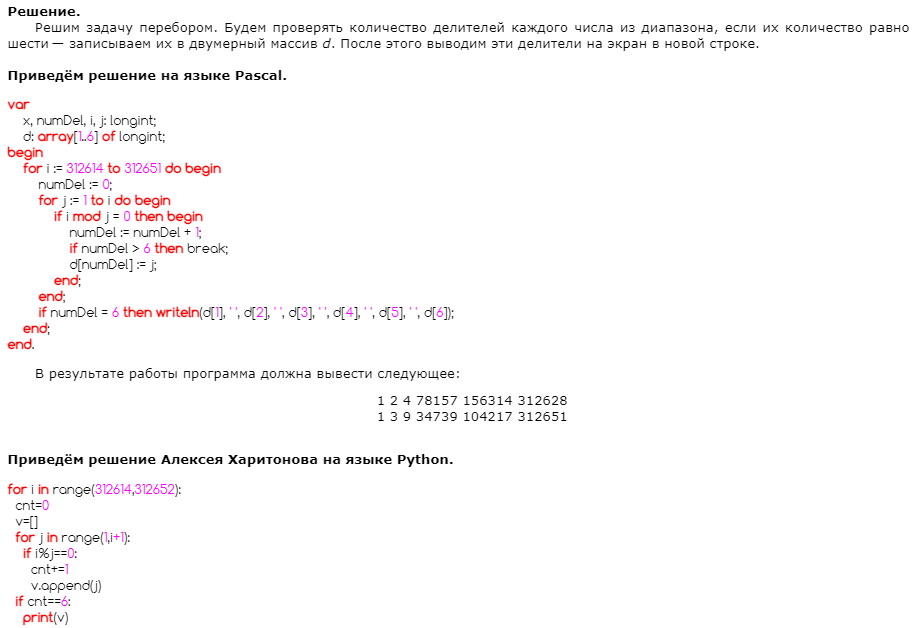 Решение.
Решим задачу перебором. Будем проверять количество делителей каждого числа из диапазона, если их количество равно
шести — записываем их в двумерный массив d. После этого выводим эти делители на экран в новой строке.
Приведём решение на языке Pascal.
var
x, numDel, i, j: longint;
d: array[1..6] of longint;
begin
for i := 312614 to 312651 do begin
numDel := 0;
for j := 1 to i do begin
if i mod j = 0 then begin
numDel := numDel + 1;
if numDel > 6 then break;
d[numDel] := j;
end;
end;
if numDel = 6 then writeln(d[1], ' ', d[2], ' ', d[3], ' ', d[4], ' ', d[5], ' ', d[6]);
end;
end.
В результате работы программа должна вывести следующее:
1 2 4 78157 156314 312628
1 3 9 34739 104217 312651
Приведём решение Алексея Харитонова на языке Python.
for i in range(312614,312652):
cnt=0
v=[]
for j in range(1,i+1):
if i%j==0:
cnt+=1
v.append(j)
if cnt==6:
print(v)